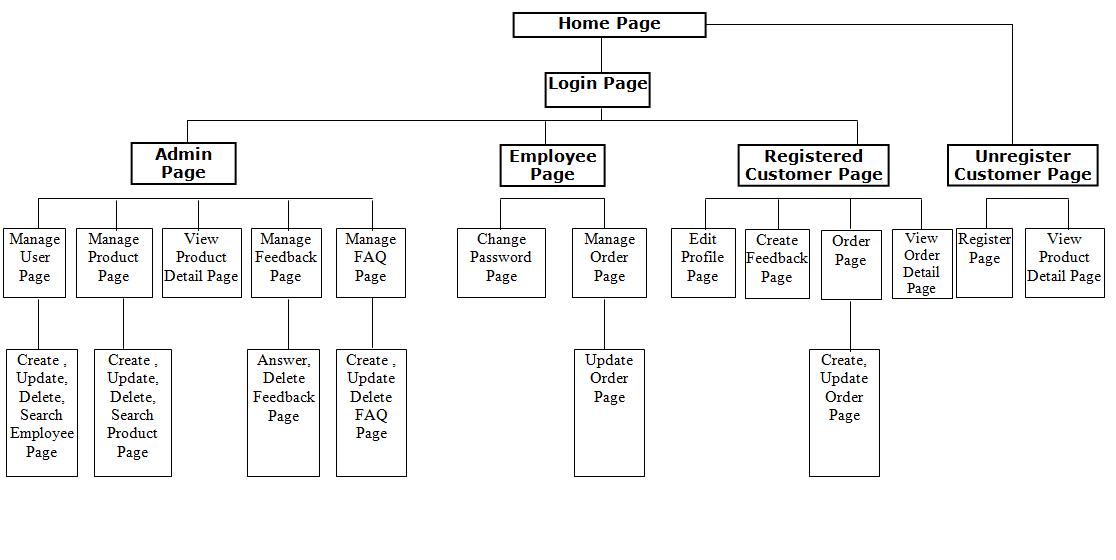 Home Page
Login Page
Admin
Page
Employee
Page
Registered
Customer Page
Unregister
Customer Page
Manage
User
Page
Manage
Product
Page
View
Product
Detail Page
Manage
Feedback
Page
Manage
FAQ
Page
Change
Password
Page
Manage
Order
Page
Edit
Profile
Page
Create
Feedback
Page
Order
Page
View
Order
Detail
Page
Register
Page
View
Product
Detail Page
Create ,
Update,
Delete,
Search
Employee
Page
Create ,
Update,
Delete,
Search
Product
Page
Answer,
Delete
Feedback
Page
Create ,
Update
Delete
FAQ
Page
Update
Order
Page
Create,
Update
Order
Page